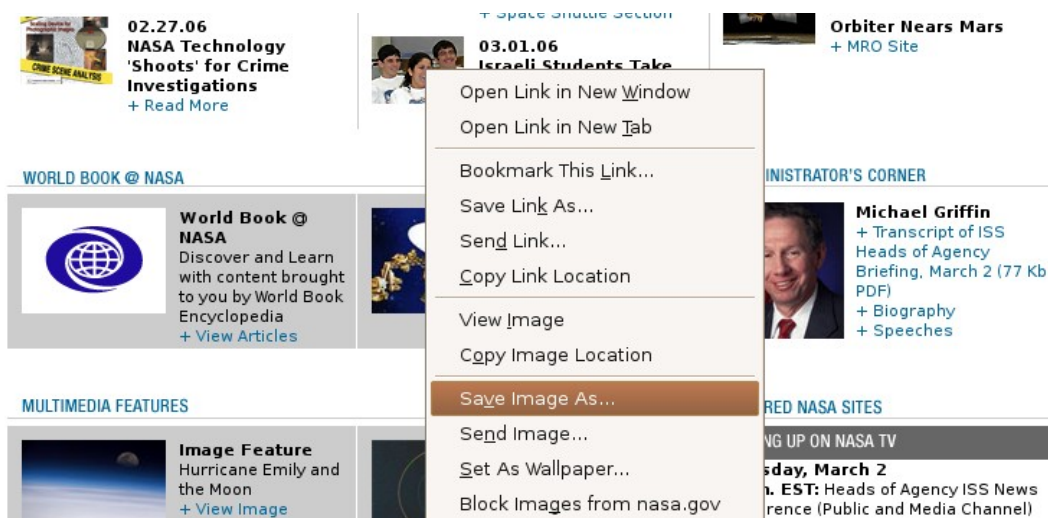 02.27.06
NASA Technology
'Shoots' for Crime
Investigations
+ Read More
CRIME SCENE ANALYSIS
+ Space Shuttle Section
03.01.06
Israeli Students Take
Orbiter Nears Mars
+ MRO Site
Open Link in New Window
Open Link in New Tab
Bookmark This Link...
Save Link As...
Send Link...
Copy Link Location
View Image
Copy Image Location
Save Image As...
Send Image...
Set As Wallpaper...
Block Images from nasa.gov
WORLD BOOK @ NASA
World Book @
NASA
Discover and Learn
with content brought
to you by World Book
Encyclopedia
+ View Articles
INISTRATOR'S CORNER
Michael Griffin
+ Transcript of ISS
Heads of Agency
Briefing, March 2 (77 Kb
PDF)
+ Biography
+ Speeches
MULTIMEDIA FEATURES
Image Feature
Hurricane Emily and
the Moon
+ View Image
RED NASA SITES
NG UP ON NASA TV
sday, March 2
. EST: Heads of Agency ISS News
rence (Public and Media Channel)